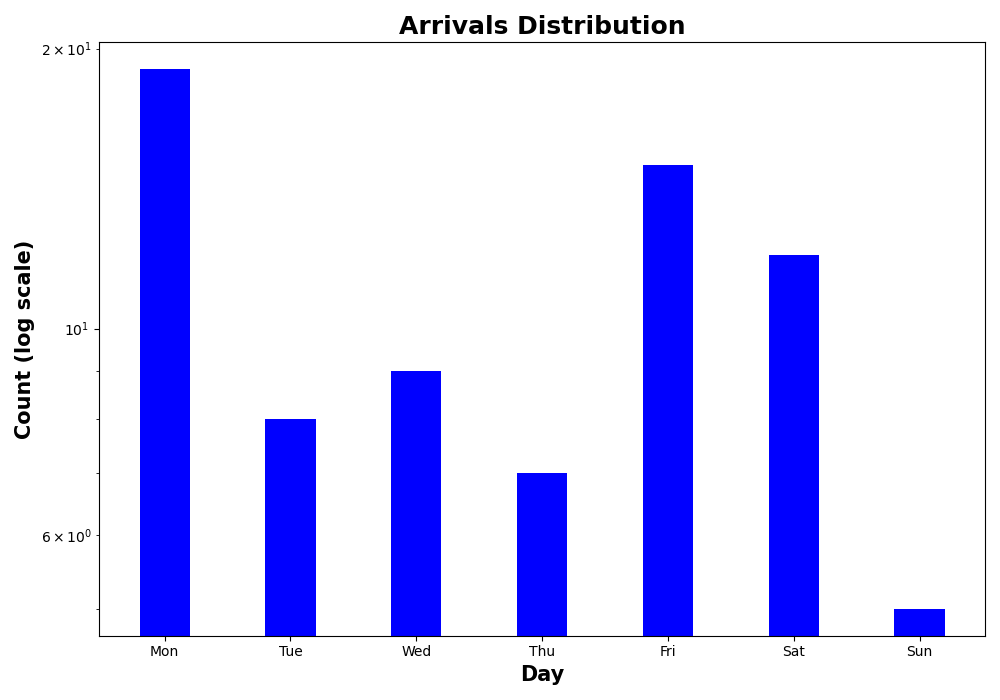 Arrivals Distribution
Count (log scale)
2 × 10¹
10¹
6 × 10⁰
Mon Tue Wed Thu Fri Sat Sun
Day